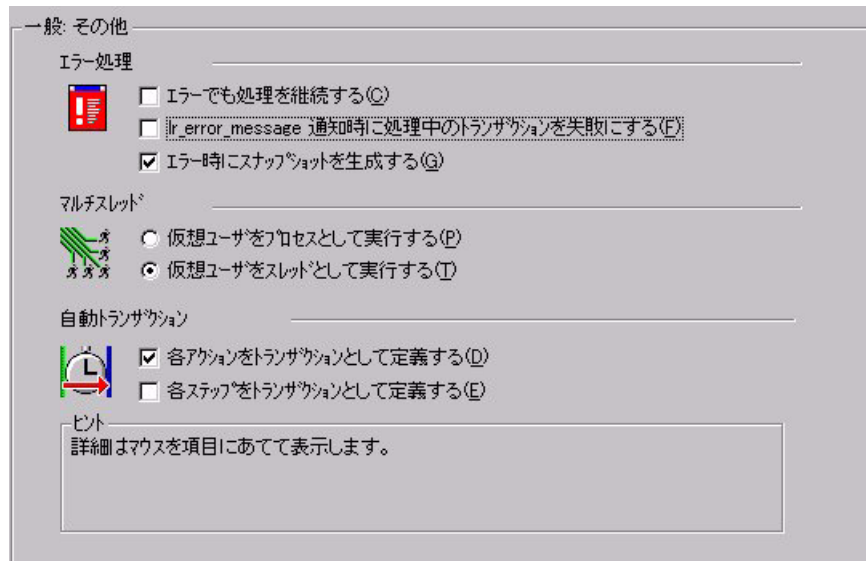 一般: その他
エラー処理
エラーでも処理を継続する(C)
lr_error_message 通知時に処理中のトランザクションを失敗にする(F)
エラー時にスナップショットを生成する(G)
マルチスレッド
仮想ユーザをプロセスとして実行する(P)
仮想ユーザをスレッドとして実行する(T)
自動トランザクション
各アクションをトランザクションとして定義する(D)
各ステップをトランザクションとして定義する(E)
ヒント
詳細はマウスを項目にあてて表示します。